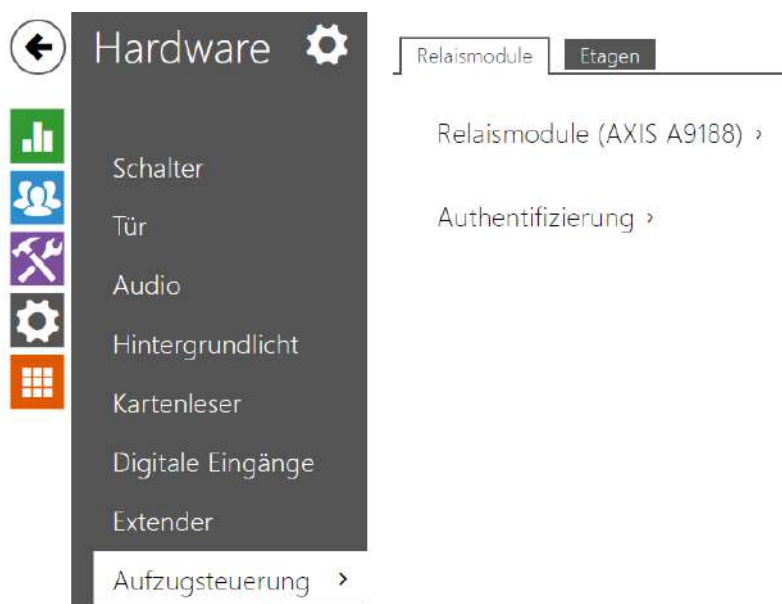 Hardware
Schalter
Tür
Audio
Hintergrundlicht
Kartenleser
Digitale Eingänge
Extender
Aufzugsteuerung
Relaismodule
Etagen
Relaismodule (AXIS A9188)
Authentifizierung